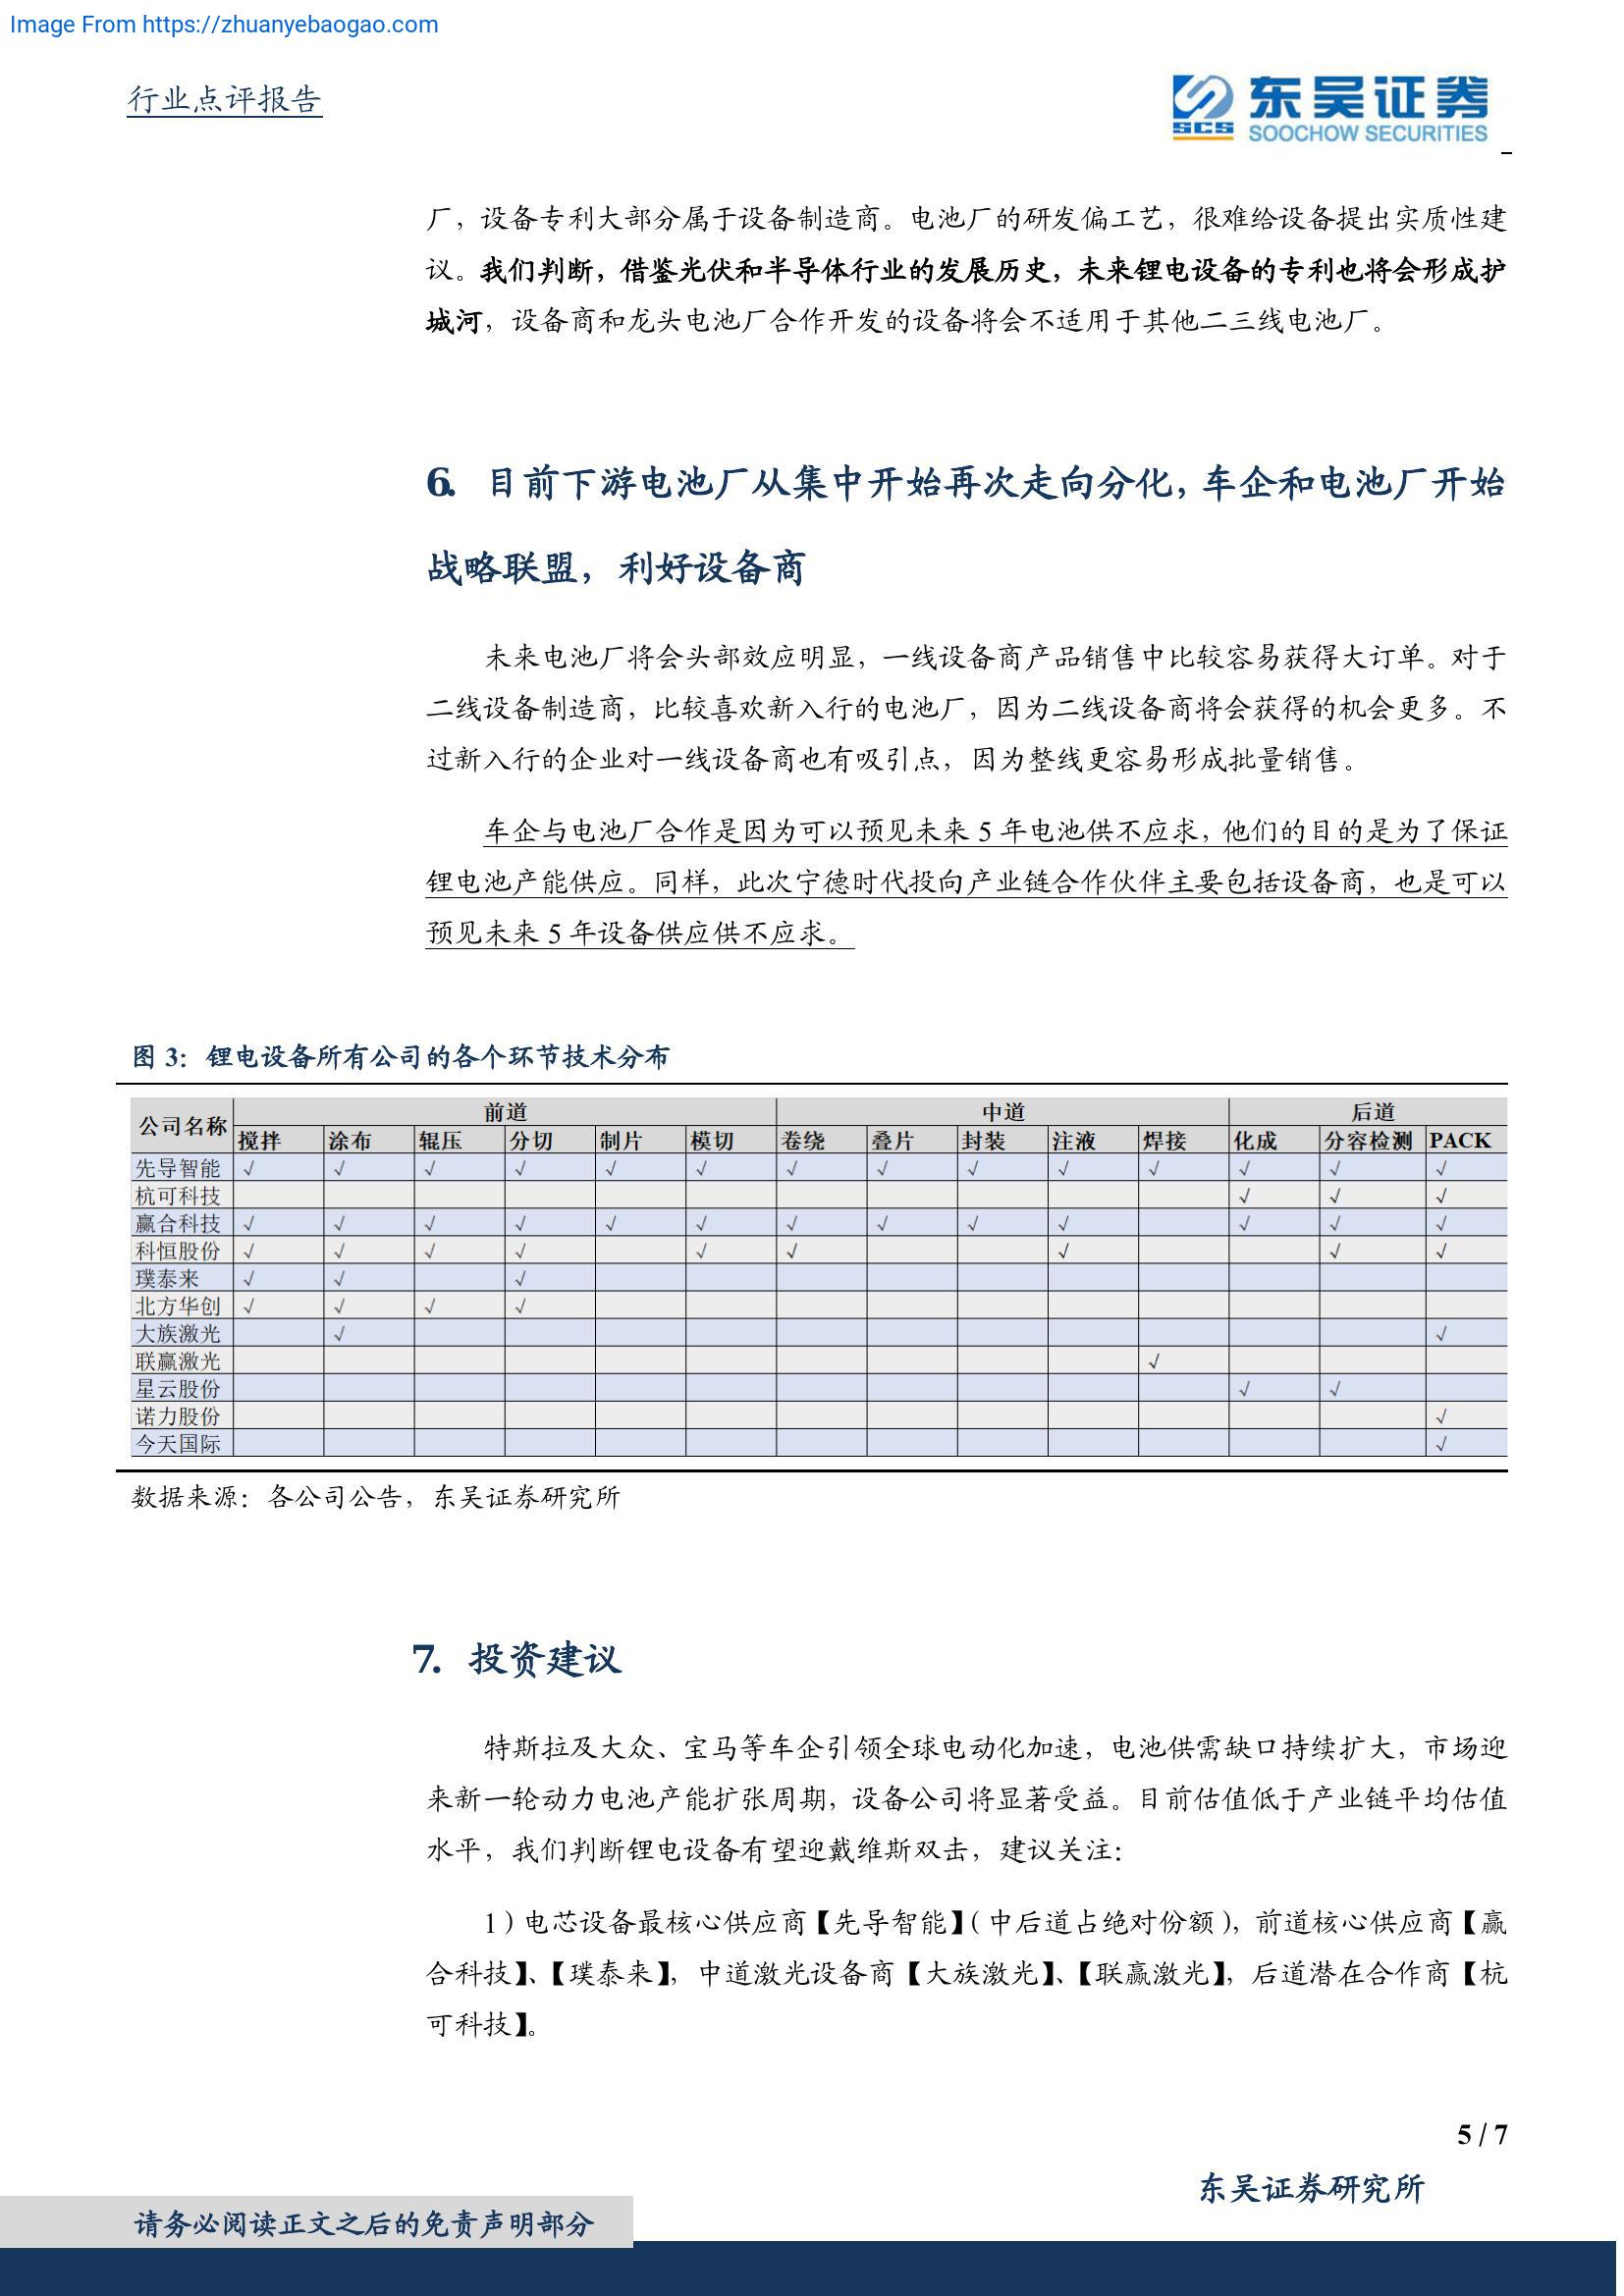 Image From https://zhuanyebaogao.com
行业点评报告
SCS 东吴证券
SOOCHOW SECURITIES
厂，设备专利大部分属于设备制造商。电池厂的研发偏工艺，很难给设备提出实质性建
议。我们判断，借鉴光伏和半导体行业的发展历史，未来锂电设备的专利也将会形成护
城河，设备商和龙头电池厂合作开发的设备将会不适用于其他二三线电池厂。
6. 目前下游电池厂从集中开始再次走向分化，车企和电池厂开始
战略联盟，利好设备商
未来电池厂将会头部效应明显，一线设备商产品销售中比较容易获得大订单。对于
二线设备制造商，比较喜欢新入行的电池厂，因为二线设备商将会获得的机会更多。不
过新入行的企业对一线设备商也有吸引点，因为整线更容易形成批量销售。
车企与电池厂合作是因为可以预见未来 5 年电池供不应求，他们的目的是为了保证
锂电池产能供应。同样，此次宁德时代投向产业链合作伙伴主要包括设备商，也是可以
预见未来 5 年设备供应供不应求。
图 3：锂电设备所有公司的各个环节技术分布
公司名称 前道 中道 后道
搅拌 涂布 辊压 分切 制片 模切 卷绕 叠片 封装 注液 焊接 化成 分容检测 PACK
先导智能 √ √ √ √ √ √ √ √ √ √ √ √ √ √
杭可科技 √ √ √
赢合科技 √ √ √ √ √ √ √ √ √ √ √ √ √
科恒股份 √ √ √ √ √ √ √ √ √
璞泰来 √ √ √
北方华创 √ √ √ √
大族激光 √ √
联赢激光 √
星云股份 √ √
诺力股份 √
今天国际 √
数据来源：各公司公告，东吴证券研究所
7. 投资建议
特斯拉及大众、宝马等车企引领全球电动化加速，电池供需缺口持续扩大，市场迎
来新一轮动力电池产能扩张周期，设备公司将显著受益。目前估值低于产业链平均估值
水平，我们判断锂电设备有望迎戴维斯双击，建议关注：
1）电芯设备最核心供应商【先导智能】（中后道占绝对份额），前道核心供应商【赢
合科技】、【璞泰来】，中道激光设备商【大族激光】、【联赢激光】，后道潜在合作商【杭
可科技】。
5 / 7
东吴证券研究所
请务必阅读正文之后的免责声明部分